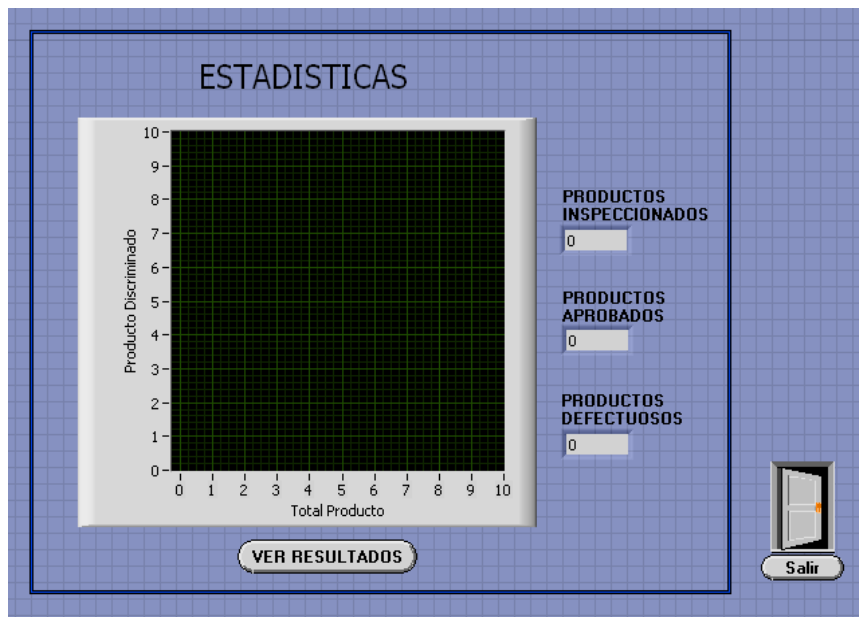 ESTADISTICAS
10
9
8
7
6
5
4
3
2
1
0
Producto Discriminado
0 1 2 3 4 5 6 7 8 9 10
Total Producto
PRODUCTOS
INSPECCIONADOS
0
PRODUCTOS
APROBADOS
0
PRODUCTOS
DEFECTUOSOS
0
VER RESULTADOS
Salir